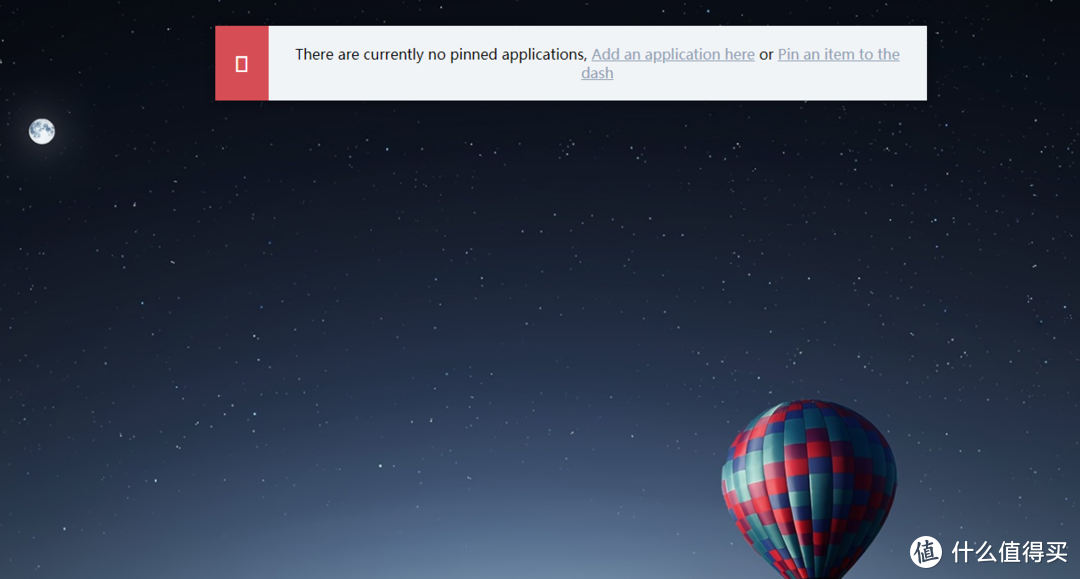 There are currently no pinned applications, Add an application here or Pin an item to the
dash
值 什么值得买